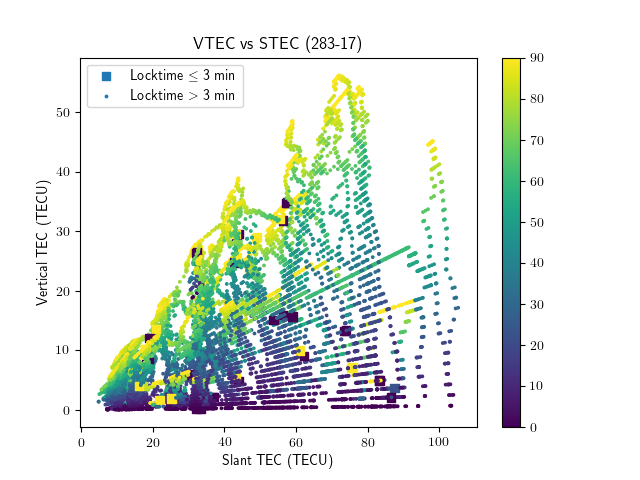 VTEC vs STEC (283-17)
Locktime ≤ 3 min
Locktime > 3 min
Vertical TEC (TECU)
50
40
30
20
10
0
0 20 40 60 80 100
Slant TEC (TECU)
90
80
70
60
50
40
30
20
10
0